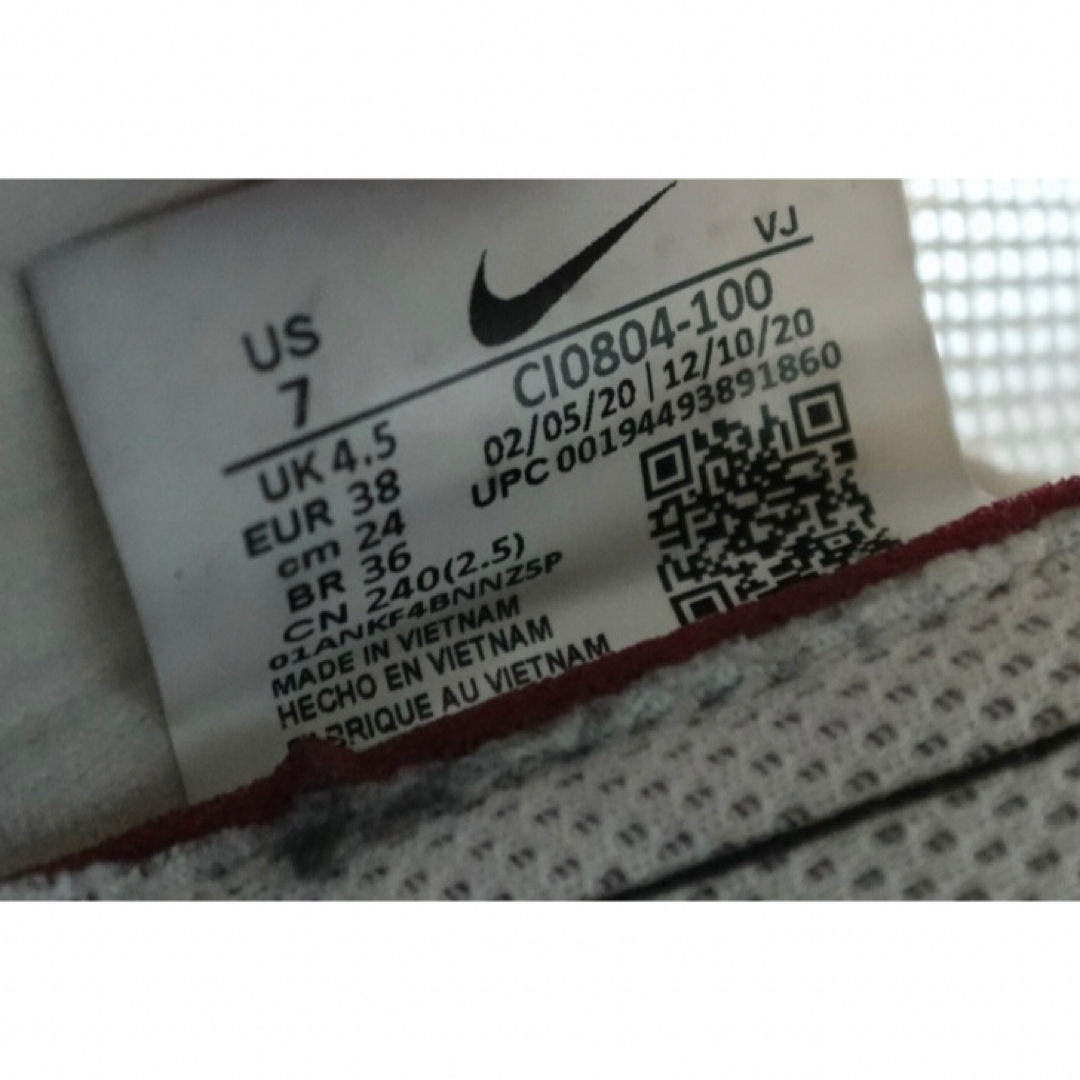 VJ
US
7
CI0804-100
02/05/20 | 12/10/20
UPC 00194493891860
UK 4.5
EUR 38
cm 24
BR 36
CN 240(2.5)
01ANKF4BNNZ5P
MADE IN VIETNAM
HECHO EN VIETNAM
FABRIQUE AU VIETNAM